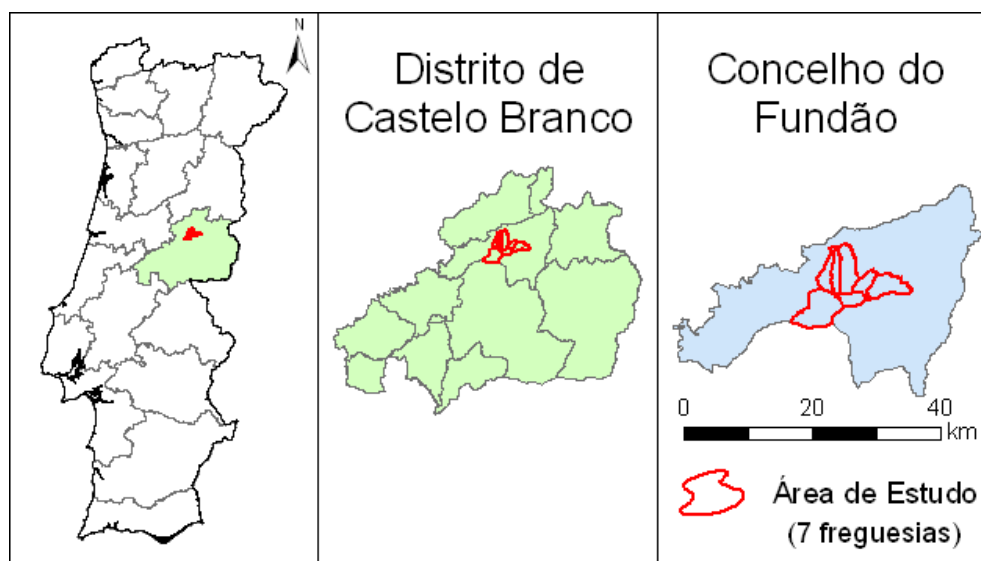 N
Distrito de
Castelo Branco
Concelho do
Fundão
0 20 40
km
Área de Estudo
(7 freguesias)